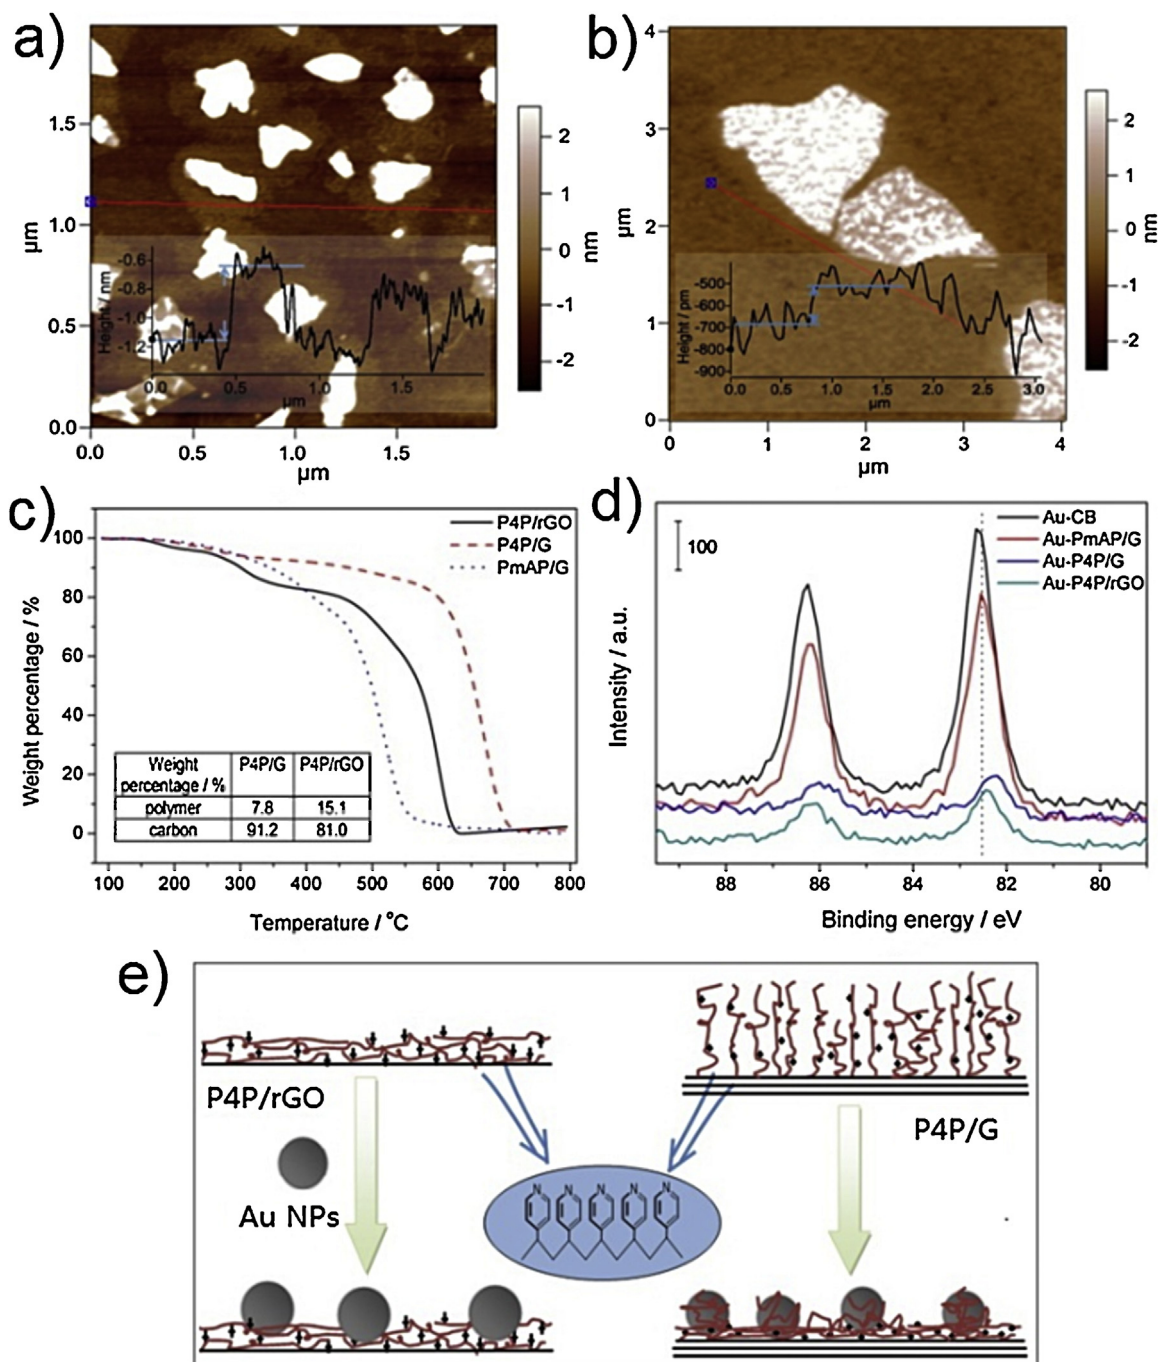 a)
µm
1.5
1.0
0.5
0.0
0.0 0.5 1.0 1.5
µm
2
1
0
-1
-2
nm
Height / nm
-0.6
-0.8
-1.0
-1.2
0.0 0.5 1.0 1.5
µm
b)
µm
4
3
2
1
0
0 1 2 3 4
µm
2
1
0
-1
-2
nm
Height / pm
-500
-600
-700
-800
-900
0.0 0.5 1.0 1.5 2.0 2.5 3.0
µm
c)
Weight percentage / %
100
80
60
40
20
0
P4P/rGO
P4P/G
PmAP/G
Weight percentage / % P4P/G P4P/rGO
polymer 7.8 15.1
carbon 91.2 81.0
100 200 300 400 500 600 700 800
Temperature / °C
d)
Intensity / a.u.
100
Au-CB
Au-PmAP/G
Au-P4P/G
Au-P4P/rGO
88 86 84 82 80
Binding energy / eV
e)
P4P/rGO
P4P/G
Au NPs
N N N N N